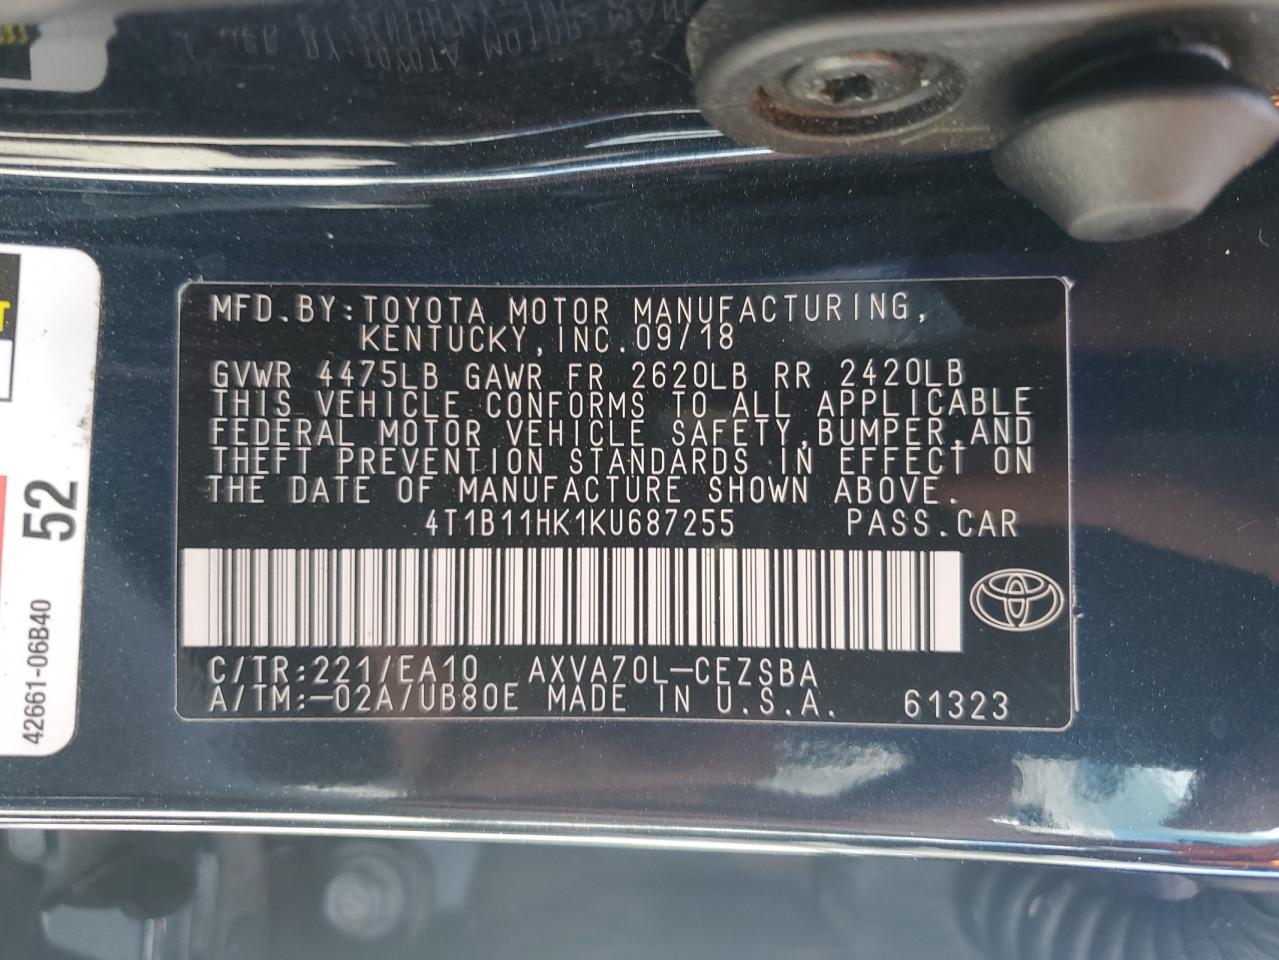 MFD.BY:TOYOTA MOTOR MANUFACTURING,
KENTUCKY,INC.09/18
GVWR 4475LB GAWR FR 2620LB RR 2420LB
THIS VEHICLE CONFORMS TO ALL APPLICABLE
FEDERAL MOTOR VEHICLE SAFETY,BUMPER,AND
THEFT PREVENTION STANDARDS IN EFFECT ON
THE DATE OF MANUFACTURE SHOWN ABOVE.
4T1B11HK1KU687255 PASS.CAR
C/TR:221/EA10 AXVA70L-CEZSBA
A/TM:-02A/UB80E MADE IN U.S.A. 61323
52
42661-06B40